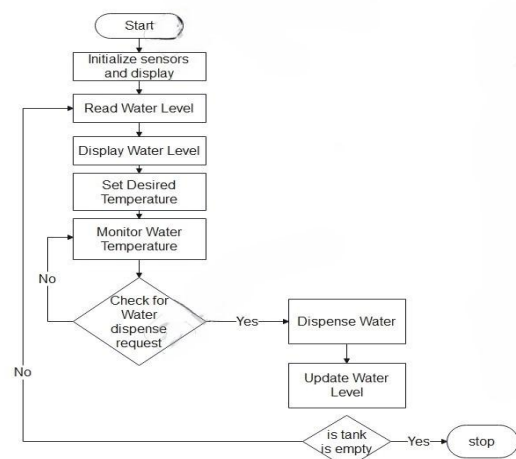 Start
Initialize sensors
and display
Read Water Level
Display Water Level
Set Desired
Temperature
Monitor Water
Temperature
No
Check for
Water
dispense
request
Yes
Dispense Water
Update Water
Level
No
is tank
is empty
Yes
stop